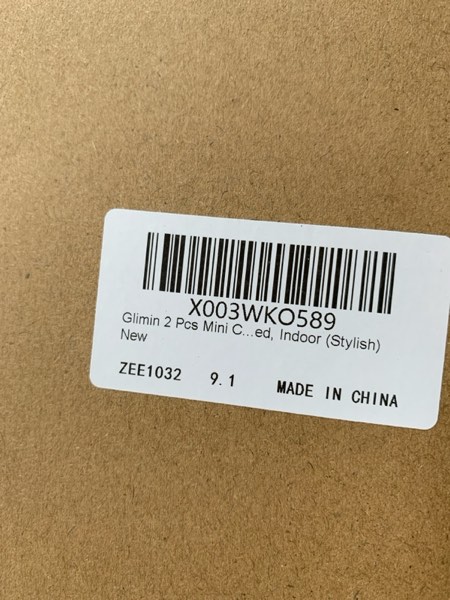 X003WKO589
Glimin 2 Pcs Mini C...ed, Indoor (Stylish)
New
ZEE1032 9.1 MADE IN CHINA